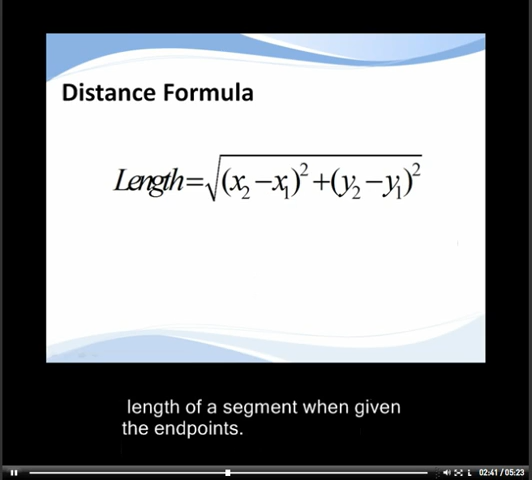 Distance Formula
Length=√(x₂−x₁)²+(y₂−y₁)²
length of a segment when given
the endpoints.
L 02:41/05:23